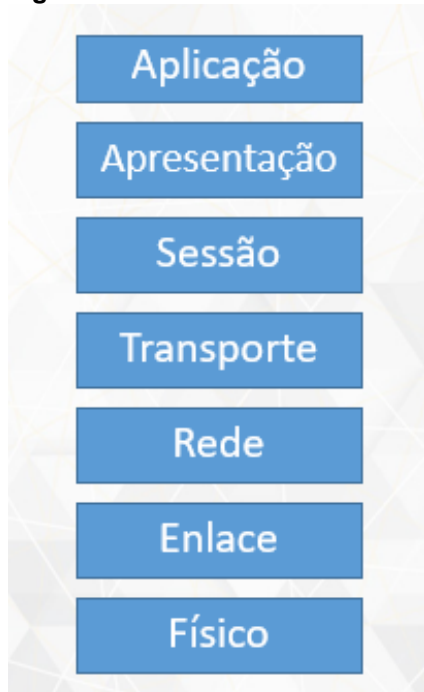 Aplicação
Apresentação
Sessão
Transporte
Rede
Enlace
Físico